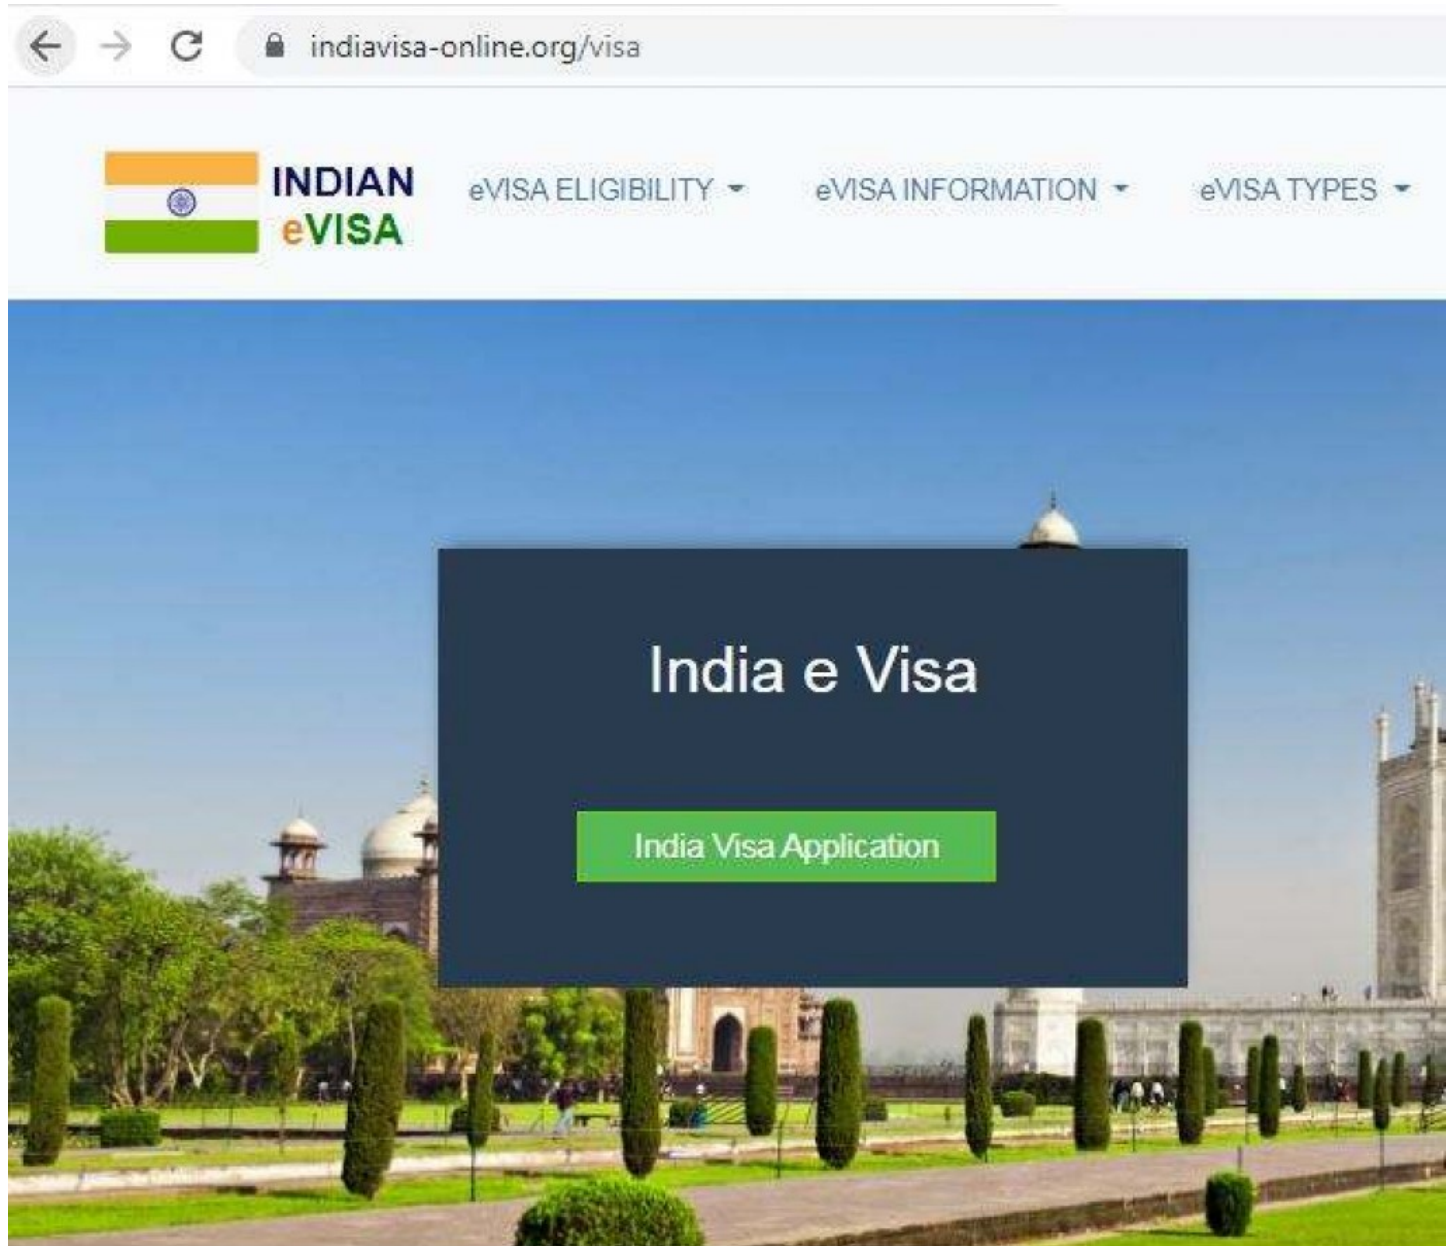 indiavisa-online.org/visa
INDIAN
eVISA
eVISA ELIGIBILITY
eVISA INFORMATION
eVISA TYPES
India e Visa
India Visa Application